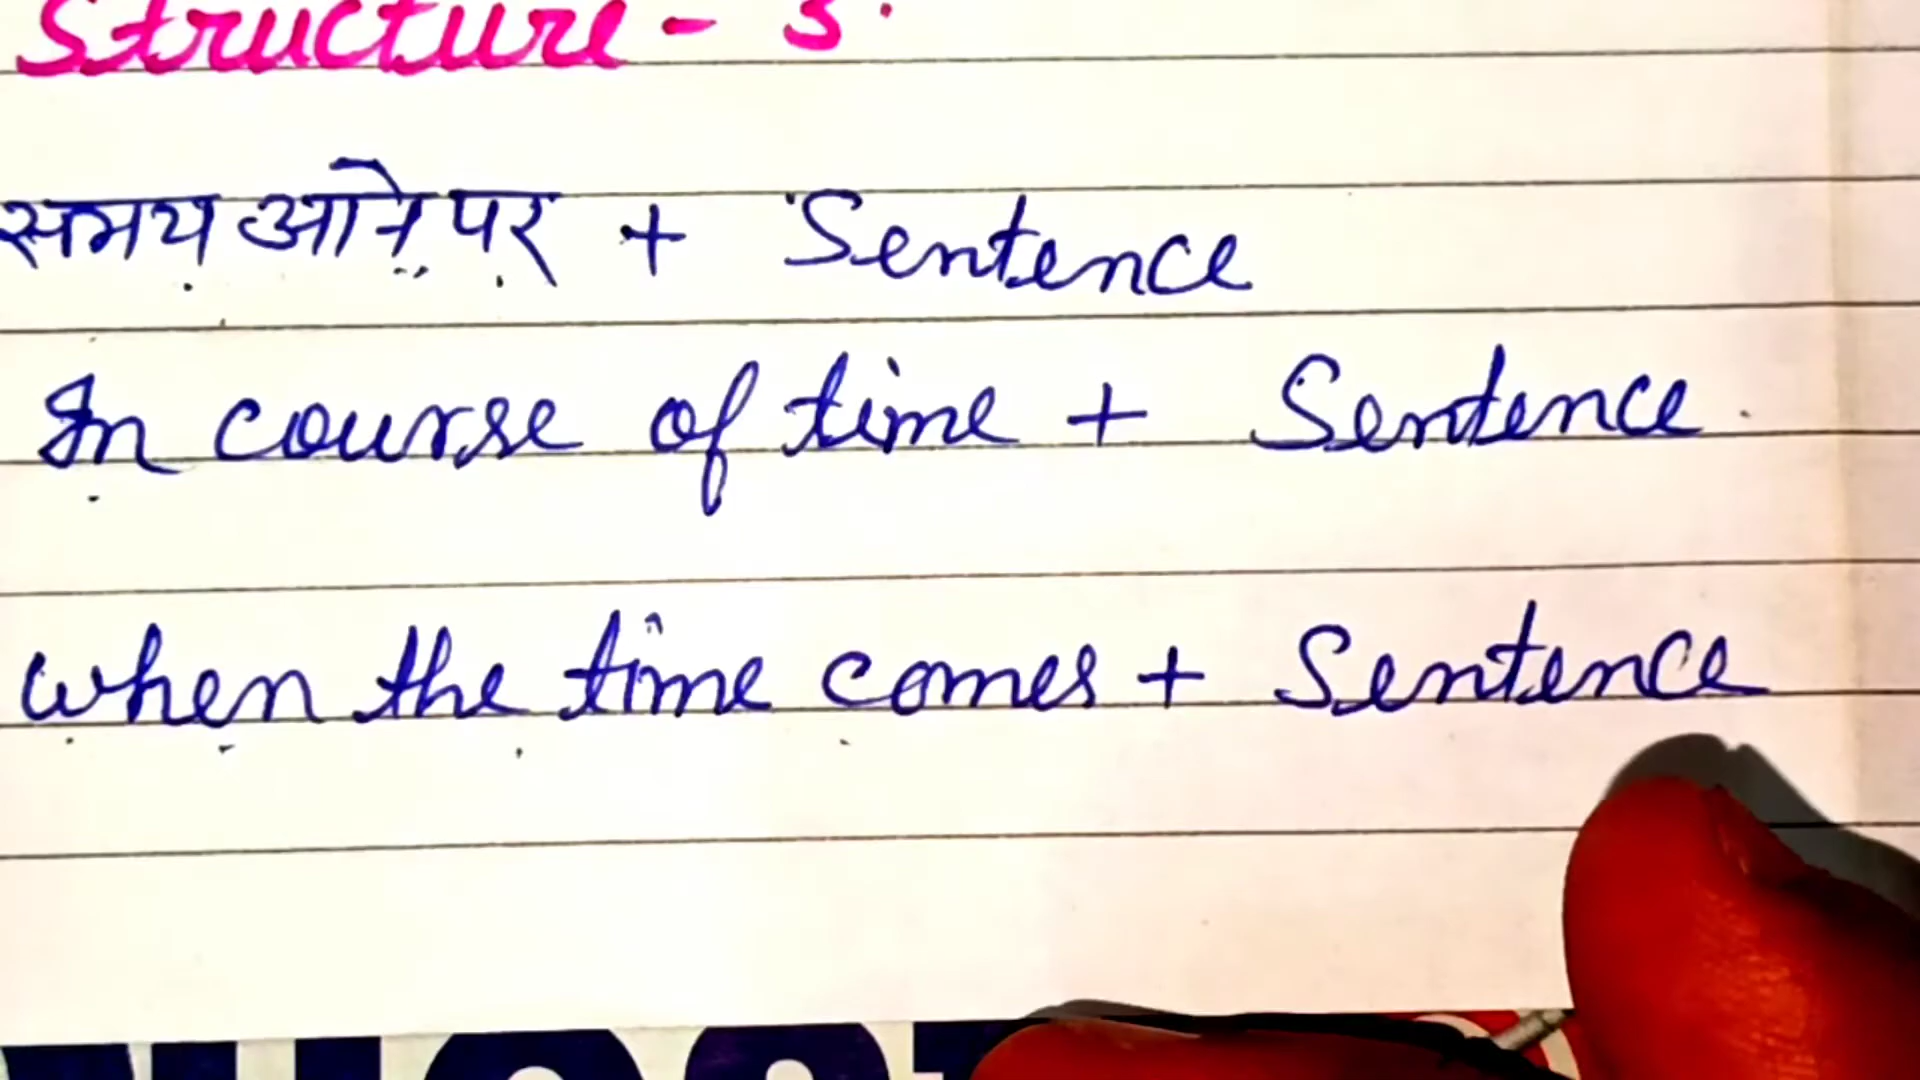 Structure - 3.
समय आने पर + Sentence
In course of time + Sentence.
when the time comes + Sentence